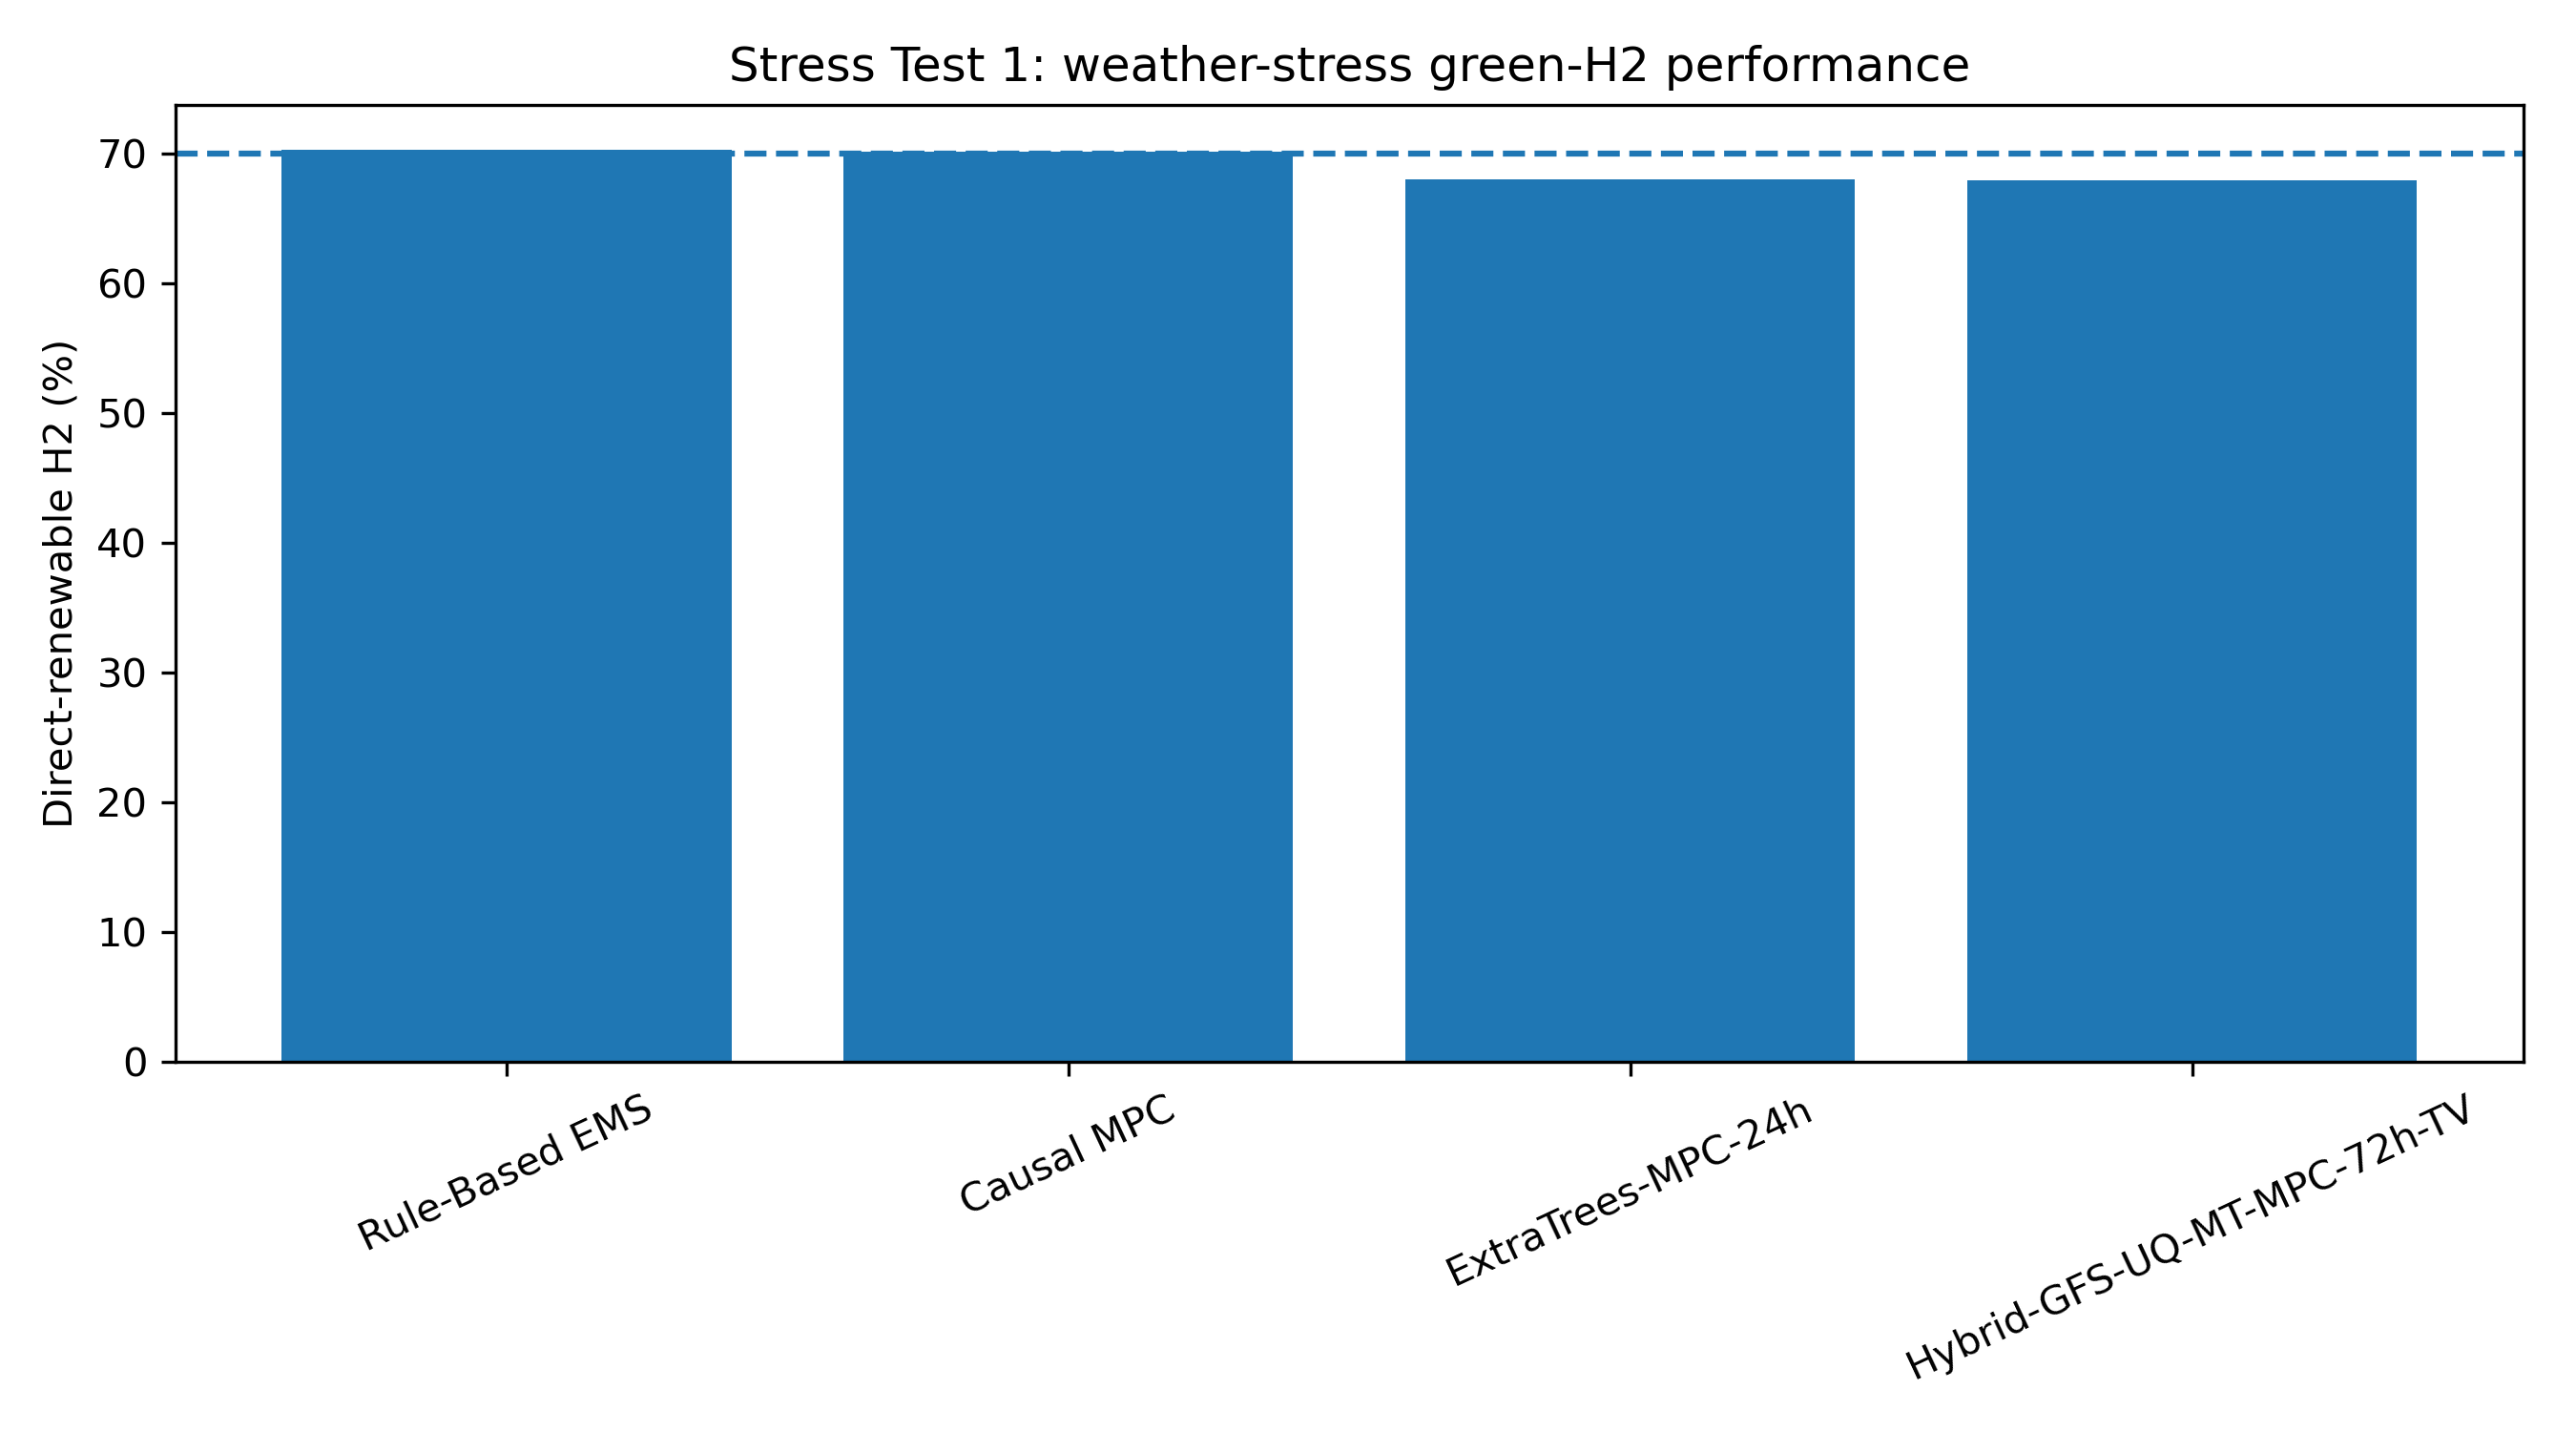 Stress Test 1: weather-stress green-H2 performance
Direct-renewable H2 (%)
70
60
50
40
30
20
10
0
Rule-Based EMS
Causal MPC
ExtraTrees-MPC-24h
Hybrid-GFS-UQ-MT-MPC-72h-TV